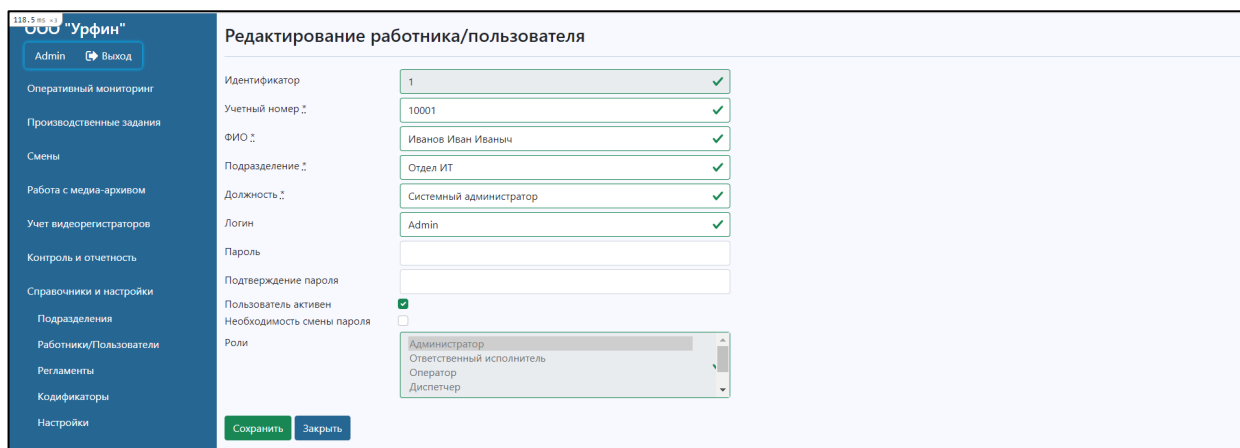 118.5 ms ×3
ООО "Урфин"
Admin Выход
Оперативный мониторинг
Производственные задания
Смены
Работа с медиа-архивом
Учет видеорегистраторов
Контроль и отчетность
Справочники и настройки
Подразделения
Работники/Пользователи
Регламенты
Кодификаторы
Настройки
Редактирование работника/пользователя
Идентификатор 1
Учетный номер * 10001
ФИО * Иванов Иван Иваныч
Подразделение * Отдел ИТ
Должность * Системный администратор
Логин Admin
Пароль
Подтверждение пароля
Пользователь активен
Необходимость смены пароля
Роли Администратор
Ответственный исполнитель
Оператор
Диспетчер
Сохранить Закрыть